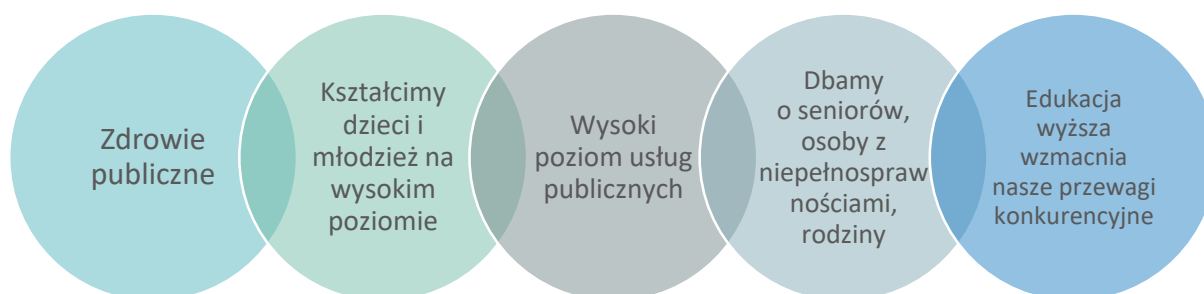 Zdrowie
publiczne
Kształcimy
dzieci i
młodzież na
wysokim
poziomie
Wysoki
poziom usług
publicznych
Dbamy
o seniorów,
osoby z
niepełnospraw
nościami,
rodziny
Edukacja
wyższa
wzmacnia
nasze przewagi
konkurencyjne